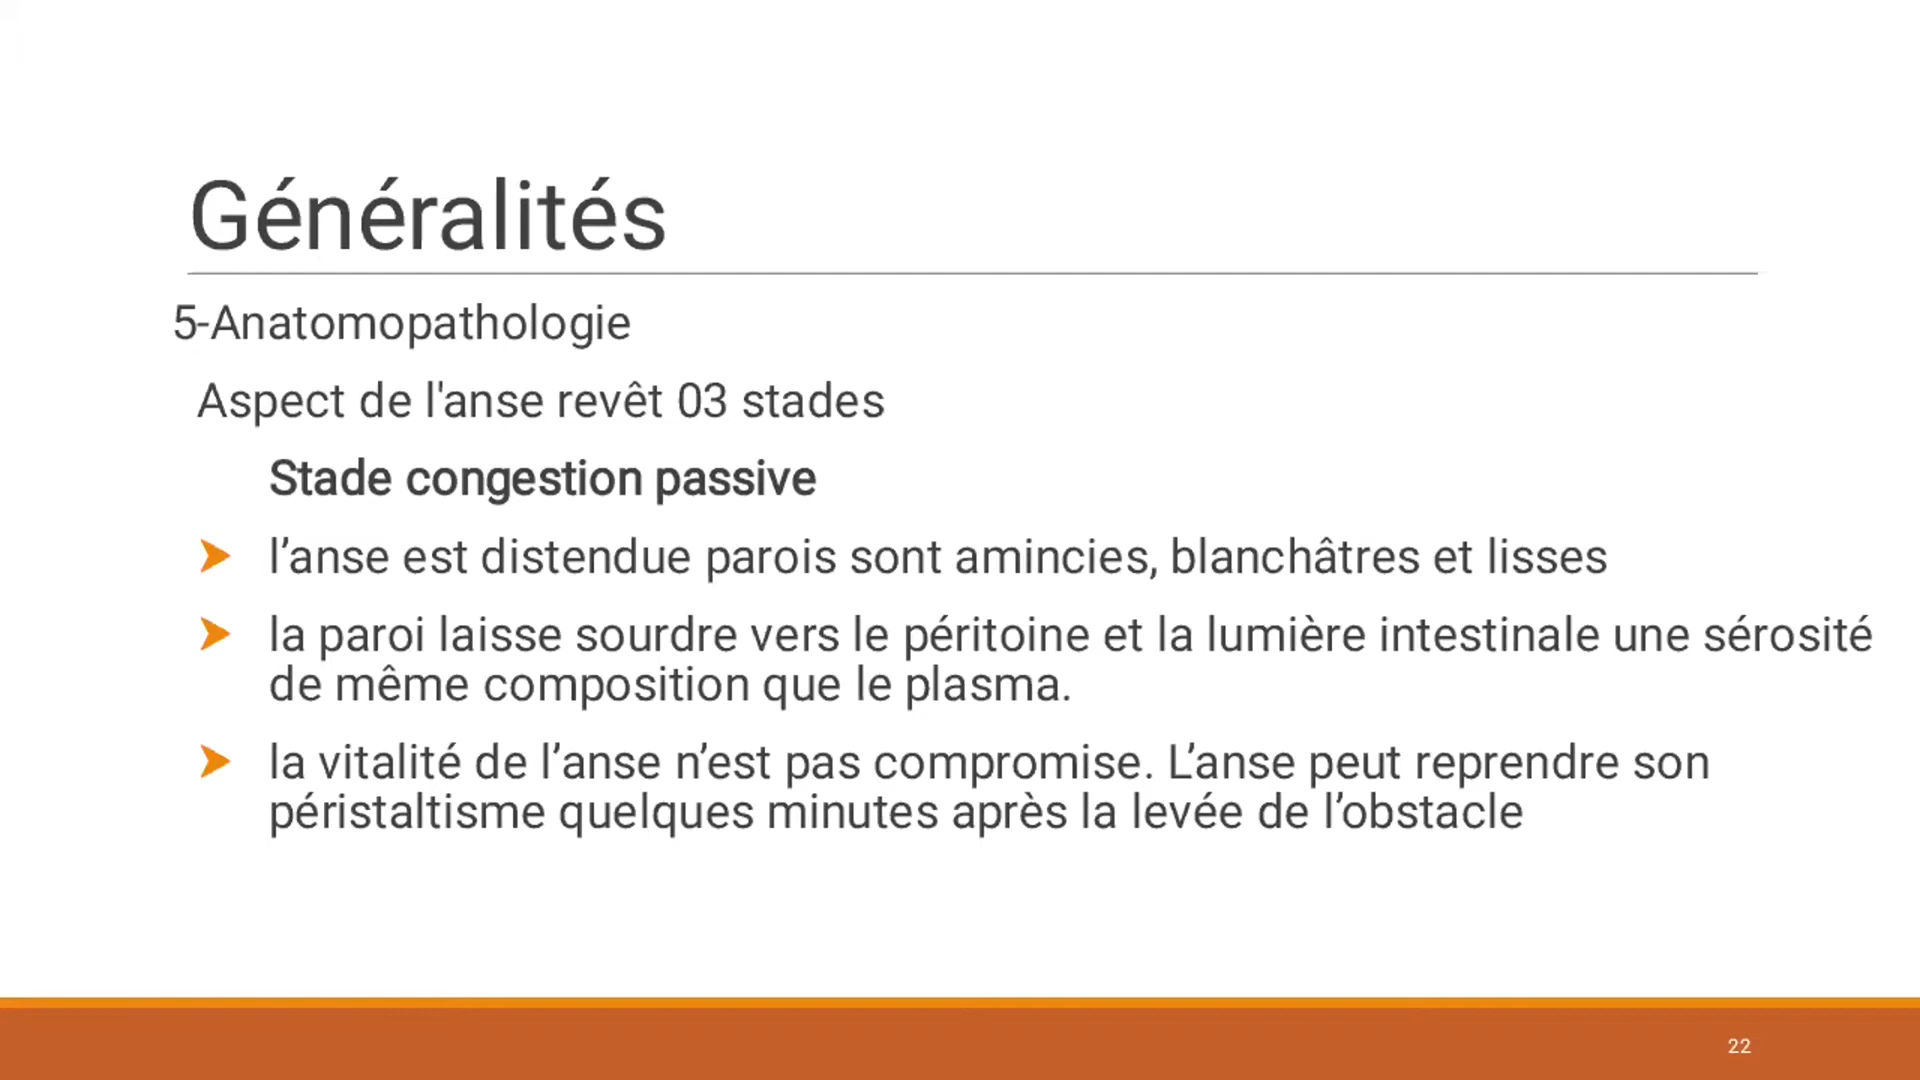 Généralités
5-Anatomopathologie
Aspect de l'anse revêt 03 stades
Stade congestion passive
l’anse est distendue parois sont amincies, blanchâtres et lisses
la paroi laisse sourdre vers le péritoine et la lumière intestinale une sérosité
de même composition que le plasma.
la vitalité de l’anse n’est pas compromise. L’anse peut reprendre son
péristaltisme quelques minutes après la levée de l’obstacle
22